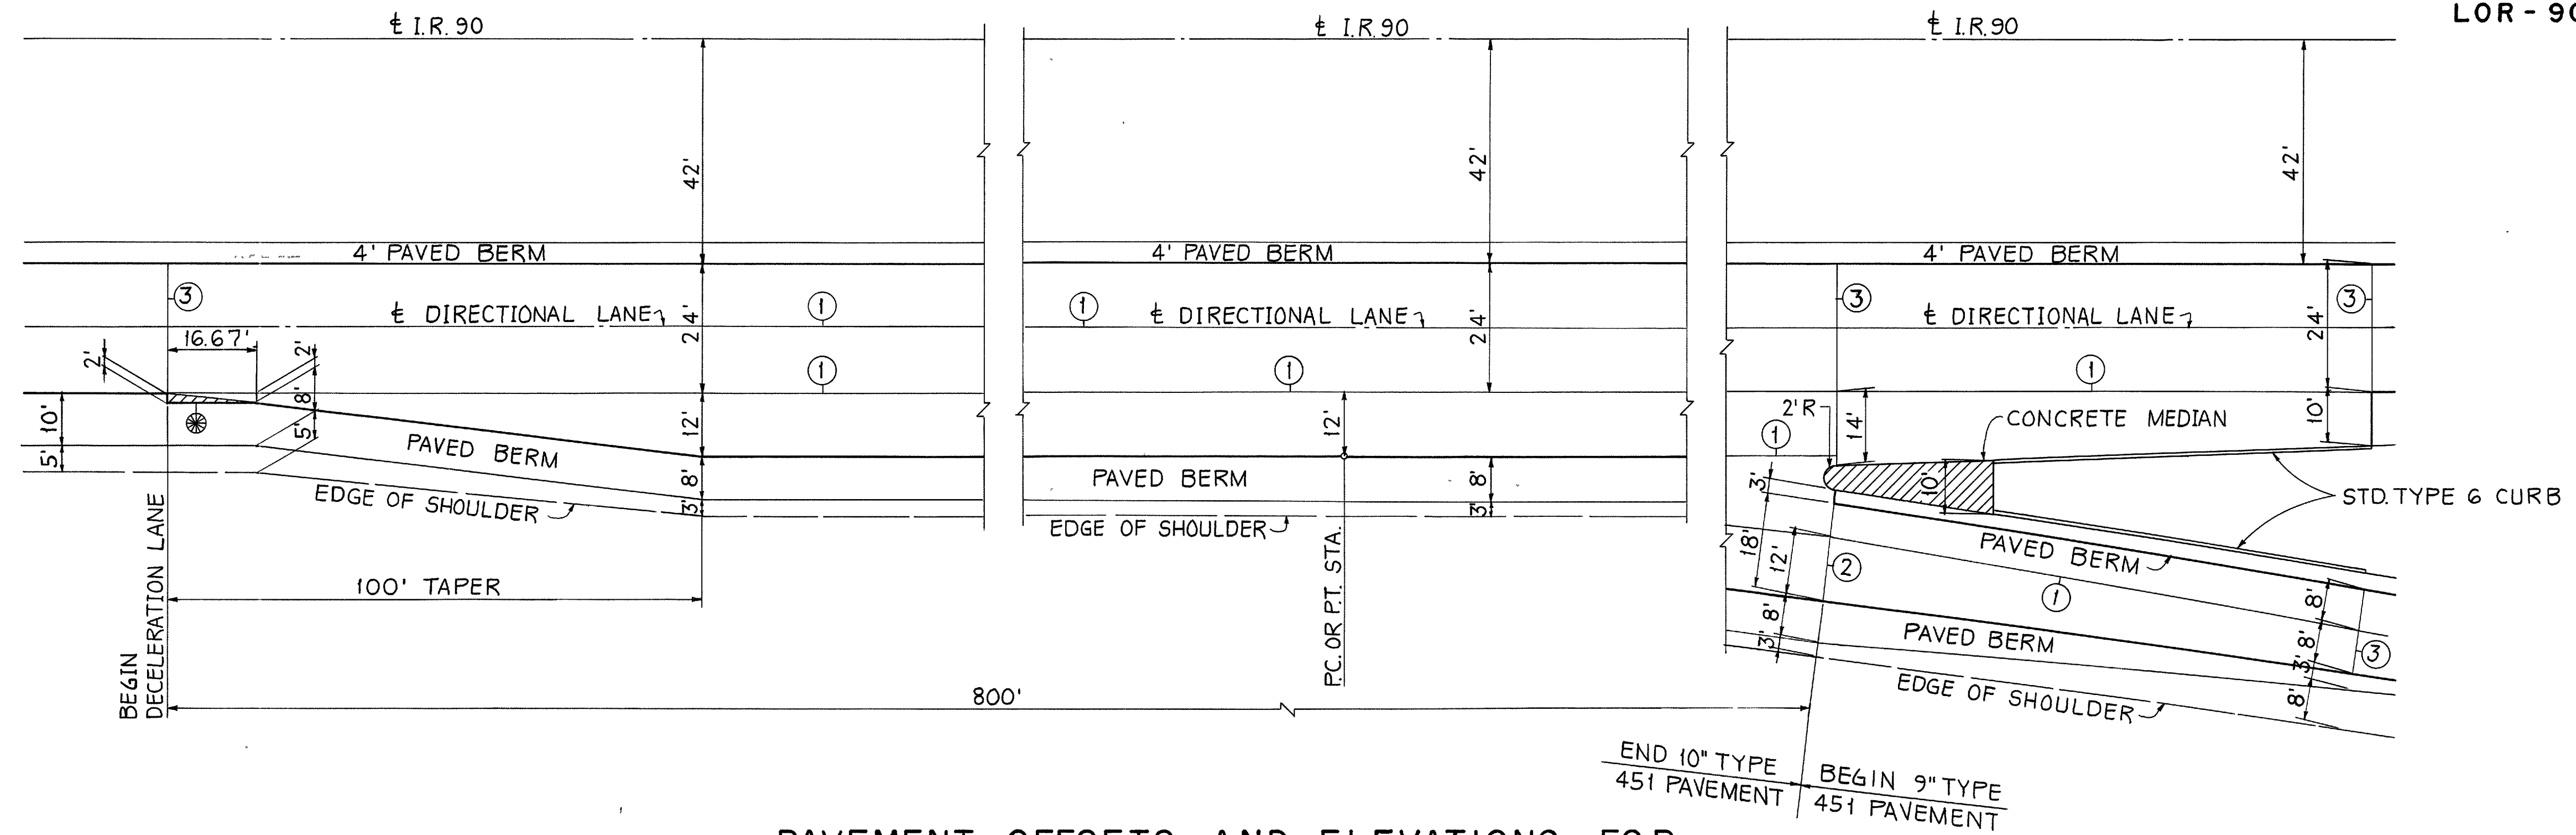 LOR - 90
℄ I.R. 90
℄ I.R. 90
℄ I.R. 90
42'
42'
42'
4' PAVED BERM
4' PAVED BERM
4' PAVED BERM
3
℄ DIRECTIONAL LANE
24'
1
1
℄ DIRECTIONAL LANE
24'
3
℄ DIRECTIONAL LANE
24'
3
16.67'
2'
2'
8'
5'
10'
5'
1
12'
PAVED BERM
EDGE OF SHOULDER
8'
3'
1
12'
PAVED BERM
8'
3'
EDGE OF SHOULDER
1
2'R
14'
CONCRETE MEDIAN
10'
1
3'
10'
STD. TYPE 6 CURB
18'
12'
2
PAVED BERM
1
8'
3'
PAVED BERM
8'
8'
3'
8'
3
EDGE OF SHOULDER
100' TAPER
BEGIN
DECELERATION LANE
P.C. OR P.T. STA.
800'
END 10" TYPE
451 PAVEMENT
BEGIN 9" TYPE
451 PAVEMENT
PAVEMENT OFFSETS AND ELEVATIONS FOR